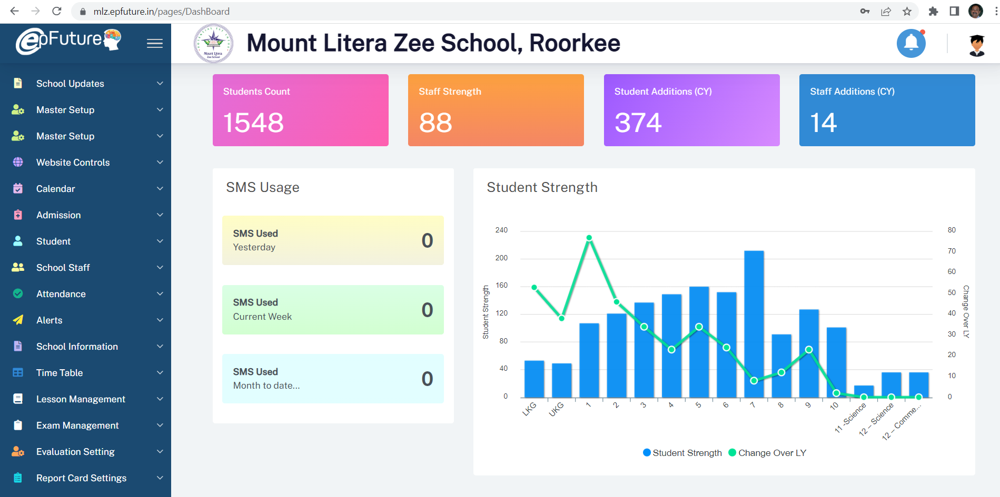 mlz.epfuture.in/pages/DashBoard
epFuture
Mount Litera Zee School, Roorkee
Mount Litera
Zee School
School Updates
Master Setup
Master Setup
Website Controls
Calendar
Admission
Student
School Staff
Attendance
Alerts
School Information
Time Table
Lesson Management
Exam Management
Evaluation Setting
Report Card Settings
Students Count
1548
Staff Strength
88
Student Additions (CY)
374
Staff Additions (CY)
14
SMS Usage
SMS Used
Yesterday
0
SMS Used
Current Week
0
SMS Used
Month to date...
0
Student Strength
240
200
160
120
80
40
0
Student Strength
80
70
60
50
40
30
20
10
0
Change Over LY
LKG
UKG
1
2
3
4
5
6
7
8
9
10
11 -Science
12 – Science
12 – Comme...
Student Strength
Change Over LY